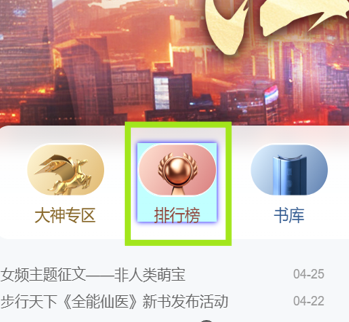 大神专区
排行榜
书库
女频主题征文——非人类萌宝
04-25
步行天下《全能仙医》新书发布活动
04-22